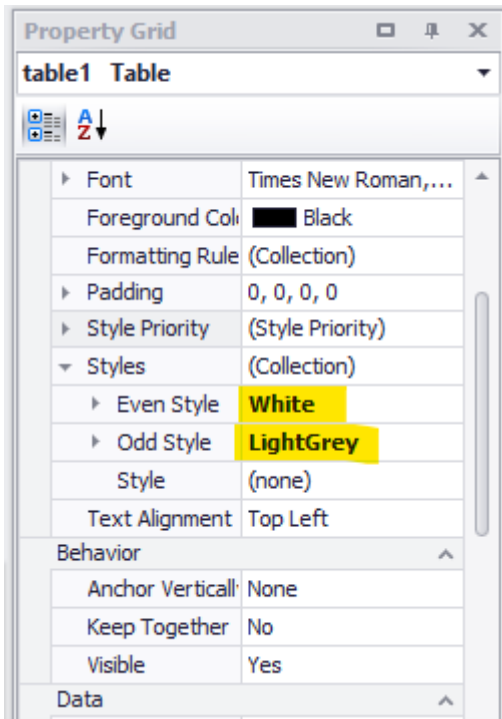 Property Grid
table1 Table
A
Z
Font Times New Roman,...
Foreground Colo Black
Formatting Rule (Collection)
Padding 0, 0, 0, 0
Style Priority (Style Priority)
Styles (Collection)
Even Style White
Odd Style LightGrey
Style (none)
Text Alignment Top Left
Behavior
Anchor Vertically None
Keep Together No
Visible Yes
Data